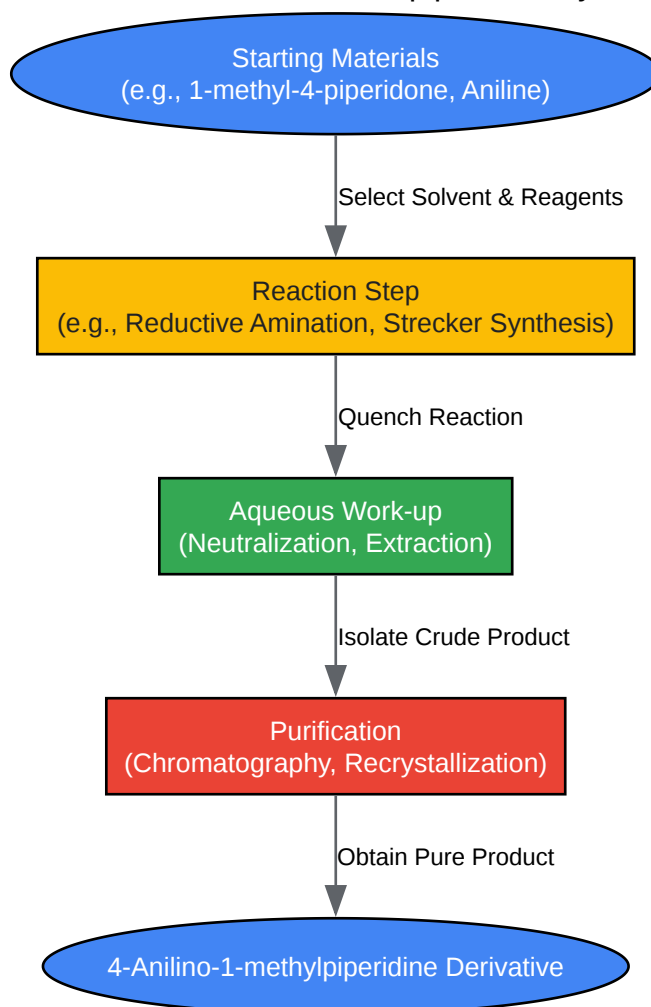 Starting Materials
(e.g., 1-methyl-4-piperidone, Aniline)
Select Solvent & Reagents
Reaction Step
(e.g., Reductive Amination, Strecker Synthesis)
Quench Reaction
Aqueous Work-up
(Neutralization, Extraction)
Isolate Crude Product
Purification
(Chromatography, Recrystallization)
Obtain Pure Product
4-Anilino-1-methylpiperidine Derivative